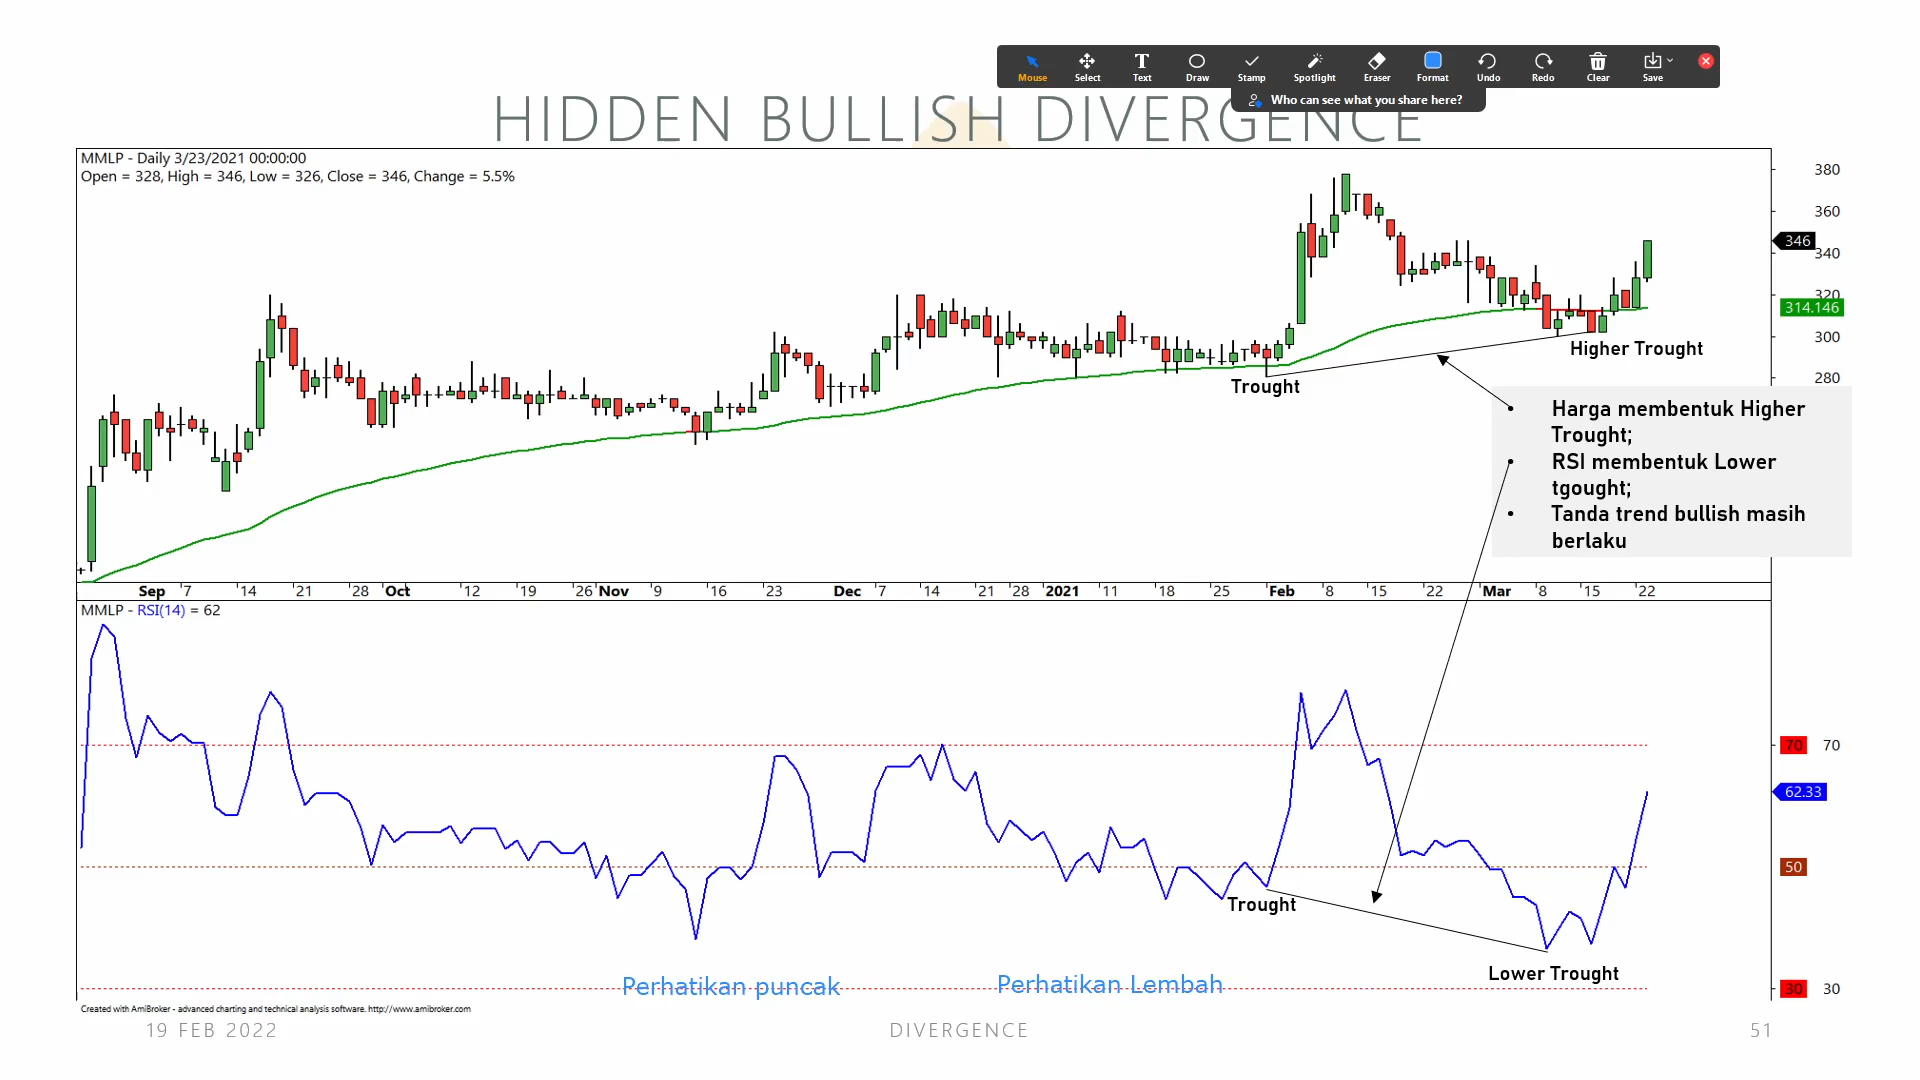 Mouse Select Text Draw Stamp Spotlight Eraser Format Undo Redo Clear Save
Who can see what you share here?
HIDDEN BULLISH DIVERGENCE
MMLP - Daily 3/23/2021 00:00:00
Open = 328, High = 346, Low = 326, Close = 346, Change = 5.5%
380
360
346
340
320
314.146
300
280
Higher Trought
Trought
• Harga membentuk Higher
Trought;
• RSI membentuk Lower
tgought;
• Tanda trend bullish masih
berlaku
Sep 7 14 21 28 Oct 12 19 26 Nov 9 16 23 Dec 7 14 21 28 2021 11 18 25 Feb 8 15 22 Mar 8 15 22
MMLP - RSI(14) = 62
70 70
62.33
50
Trought
Lower Trought
Perhatikan puncak
Perhatikan Lembah
30 30
Created with AmiBroker - advanced charting and technical analysis software. http://www.amibroker.com
19 FEB 2022
DIVERGENCE
51